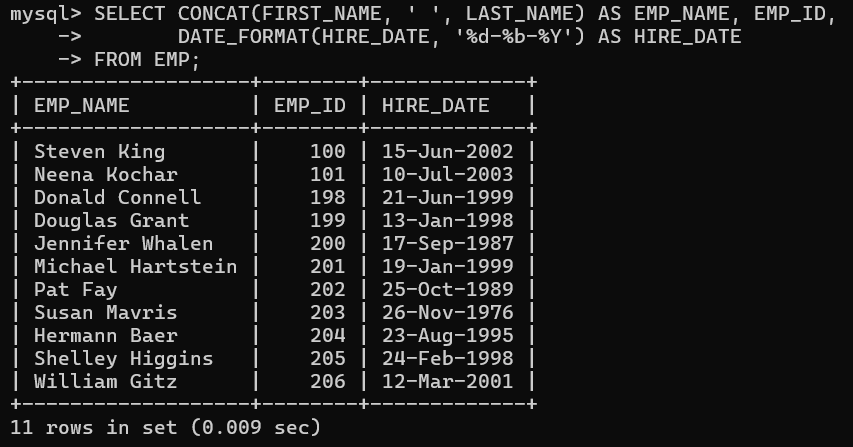 mysql> SELECT CONCAT(FIRST_NAME, ' ', LAST_NAME) AS EMP_NAME, EMP_ID,
    ->        DATE_FORMAT(HIRE_DATE, '%d-%b-%Y') AS HIRE_DATE
    -> FROM EMP;
+-------------------+--------+-------------+
| EMP_NAME          | EMP_ID | HIRE_DATE   |
+-------------------+--------+-------------+
| Steven King       |    100 | 15-Jun-2002 |
| Neena Kochar      |    101 | 10-Jul-2003 |
| Donald Connell    |    198 | 21-Jun-1999 |
| Douglas Grant     |    199 | 13-Jan-1998 |
| Jennifer Whalen   |    200 | 17-Sep-1987 |
| Michael Hartstein |    201 | 19-Jan-1999 |
| Pat Fay           |    202 | 25-Oct-1989 |
| Susan Mavris      |    203 | 26-Nov-1976 |
| Hermann Baer      |    204 | 23-Aug-1995 |
| Shelley Higgins   |    205 | 24-Feb-1998 |
| William Gitz      |    206 | 12-Mar-2001 |
+-------------------+--------+-------------+
11 rows in set (0.009 sec)